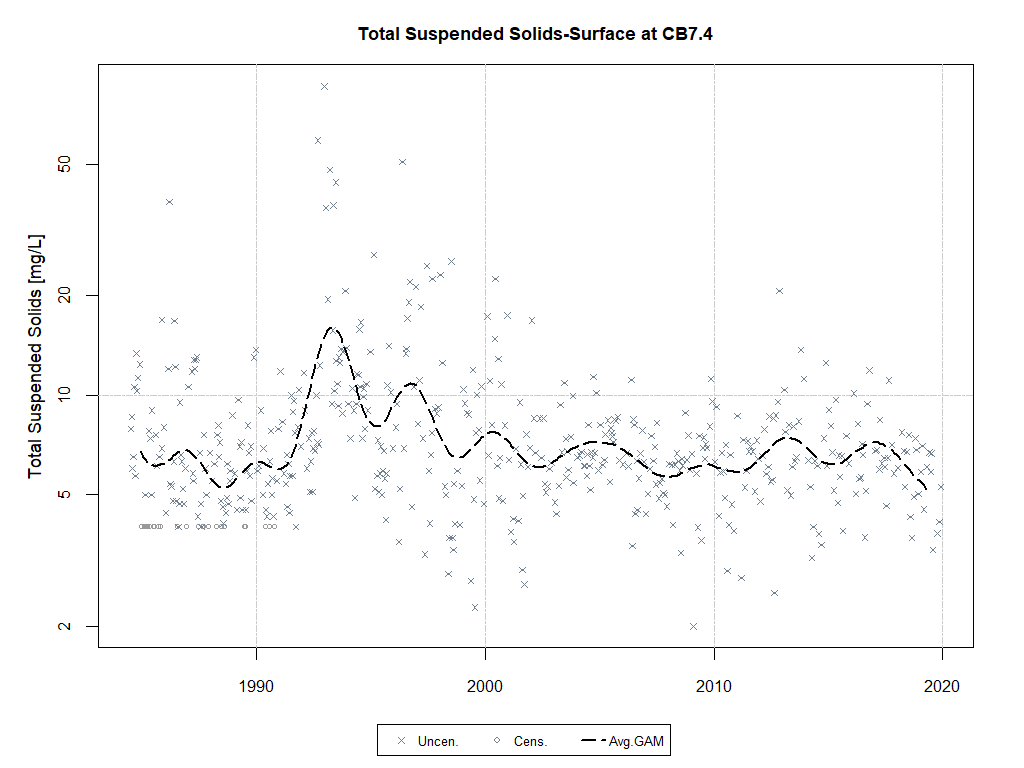 Total Suspended Solids-Surface at CB7.4
Total Suspended Solids [mg/L]
50
20
10
5
2
1990 2000 2010 2020
Uncen. Cens. Avg.GAM